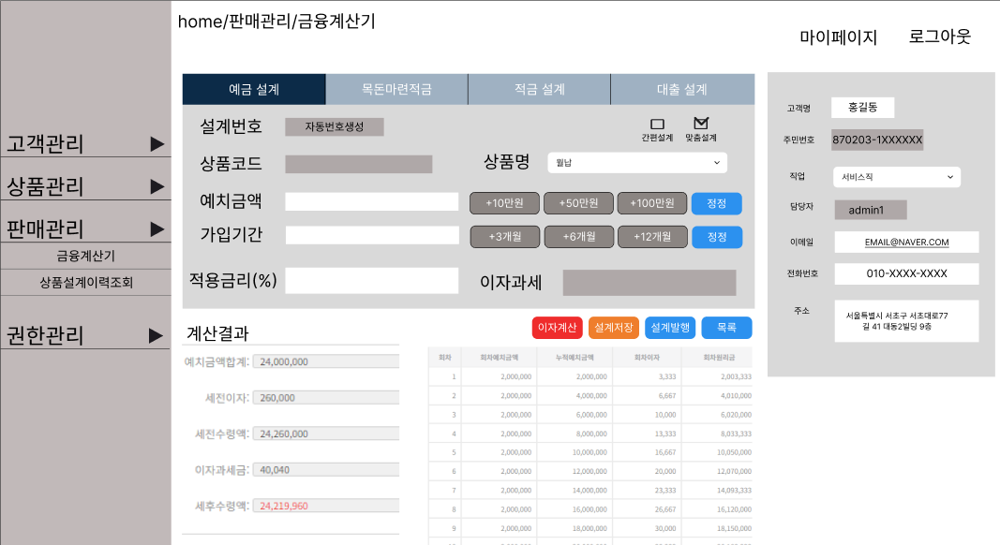 home/판매관리/금융계산기
마이페이지 로그아웃
고객관리
상품관리
판매관리
금융계산기
상품설계이력조회
권한관리
예금 설계 목돈마련적금 적금 설계 대출 설계
설계번호 자동번호생성 간편설계 맞춤설계
상품코드 상품명 월납
예치금액 +10만원 +50만원 +100만원 정정
가입기간 +3개월 +6개월 +12개월 정정
적용금리(%) 이자과세
고객명 홍길동
주민번호 870203-1XXXXXX
직업 서비스직
담당자 admin1
이메일 EMAIL@NAVER.COM
전화번호 010-XXXX-XXXX
주소 서울특별시 서초구 서초대로77
길 41 대동2빌딩 9층
계산결과 이자계산 설계저장 설계발행 목록
예치금액합계: 24,000,000
세전이자: 260,000
세전수령액: 24,260,000
이자과세금: 40,040
세후수령액: 24,219,960
회차 회차예치금액 누적예치금액 회차이자 회차원리금
1 2,000,000 2,000,000 3,333 2,003,333
2 2,000,000 4,000,000 6,667 4,010,000
3 2,000,000 6,000,000 10,000 6,020,000
4 2,000,000 8,000,000 13,333 8,033,333
5 2,000,000 10,000,000 16,667 10,050,000
6 2,000,000 12,000,000 20,000 12,070,000
7 2,000,000 14,000,000 23,333 14,093,333
8 2,000,000 16,000,000 26,667 16,120,000
9 2,000,000 18,000,000 30,000 18,150,000